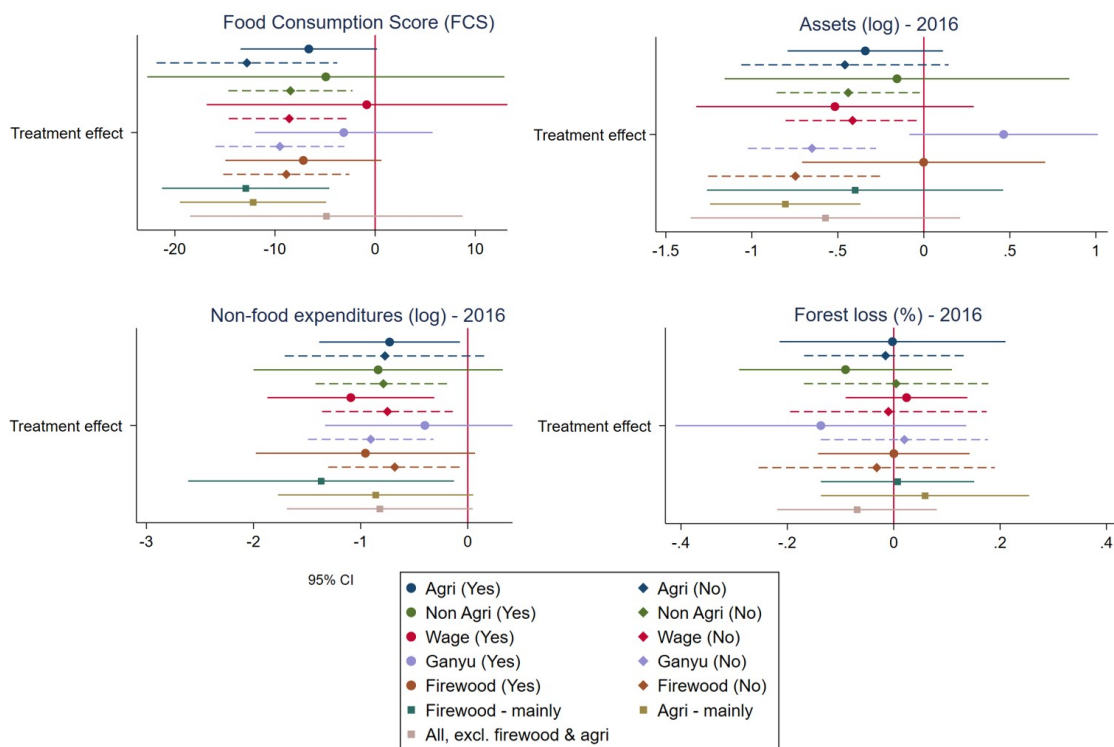 Food Consumption Score (FCS)
Treatment effect
-20 -10 0 10
Assets (log) - 2016
Treatment effect
-1.5 -1 -.5 0 .5 1
Non-food expenditures (log) - 2016
Treatment effect
-3 -2 -1 0
Forest loss (%) - 2016
Treatment effect
-.4 -.2 0 .2 .4
95% CI
Agri (Yes) Agri (No)
Non Agri (Yes) Non Agri (No)
Wage (Yes) Wage (No)
Ganyu (Yes) Ganyu (No)
Firewood (Yes) Firewood (No)
Firewood - mainly Agri - mainly
All, excl. firewood & agri